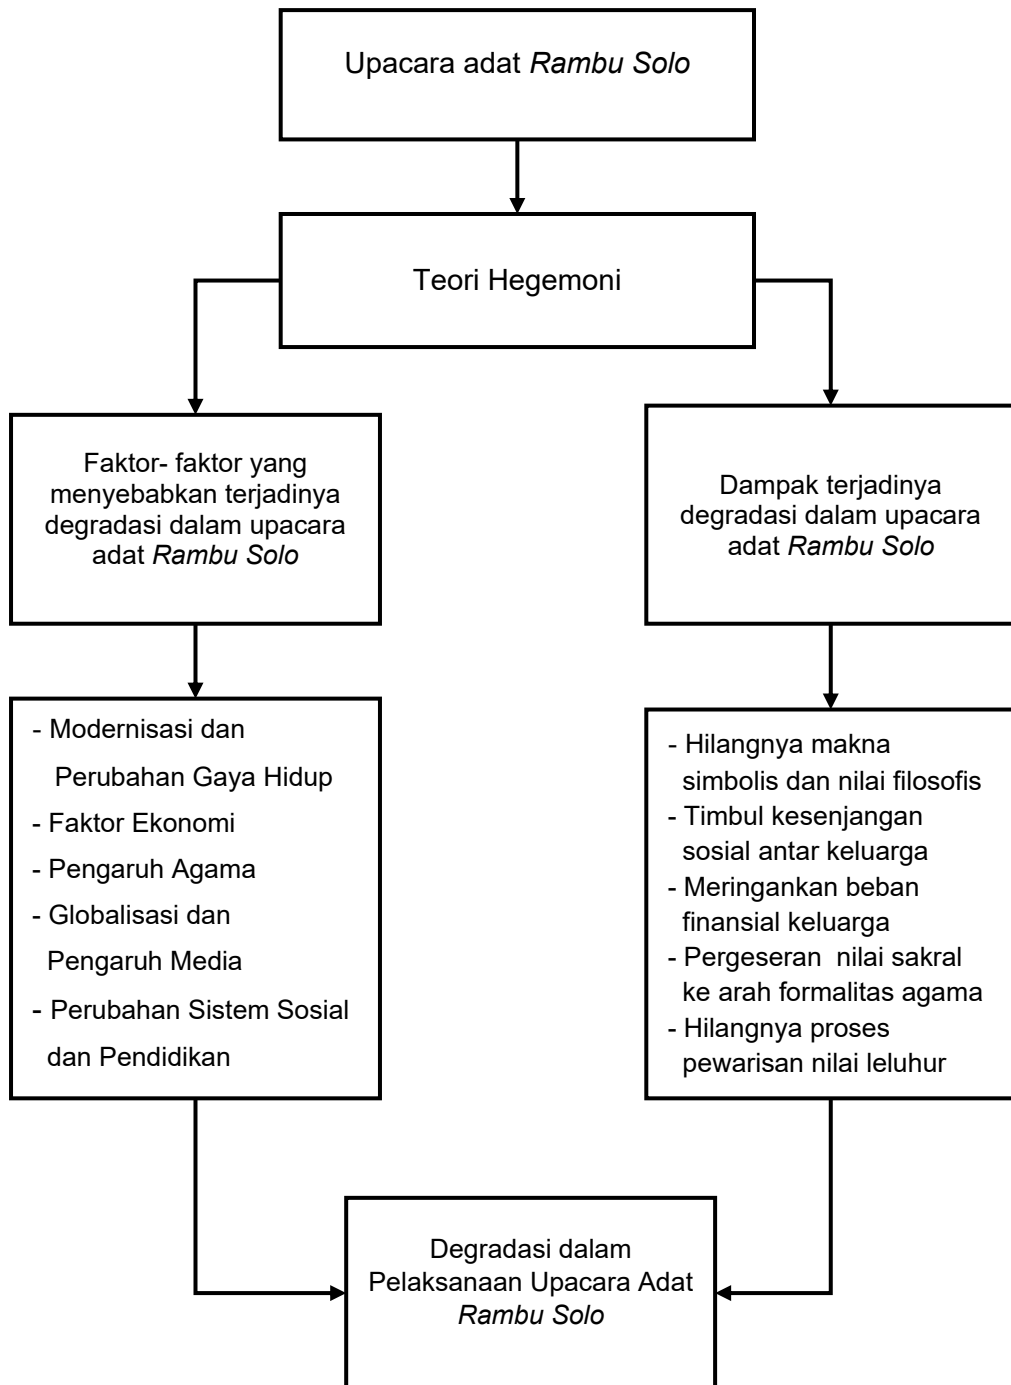 Upacara adat Rambu Solo
Teori Hegemoni
Faktor- faktor yang
menyebabkan terjadinya
degradasi dalam upacara
adat Rambu Solo
Dampak terjadinya
degradasi dalam upacara
adat Rambu Solo
- Modernisasi dan
Perubahan Gaya Hidup
- Faktor Ekonomi
- Pengaruh Agama
- Globalisasi dan
Pengaruh Media
- Perubahan Sistem Sosial
dan Pendidikan
- Hilangnya makna
simbolis dan nilai filosofis
- Timbul kesenjangan
sosial antar keluarga
- Meringankan beban
finansial keluarga
- Pergeseran nilai sakral
ke arah formalitas agama
- Hilangnya proses
pewarisan nilai leluhur
Degradasi dalam
Pelaksanaan Upacara Adat
Rambu Solo